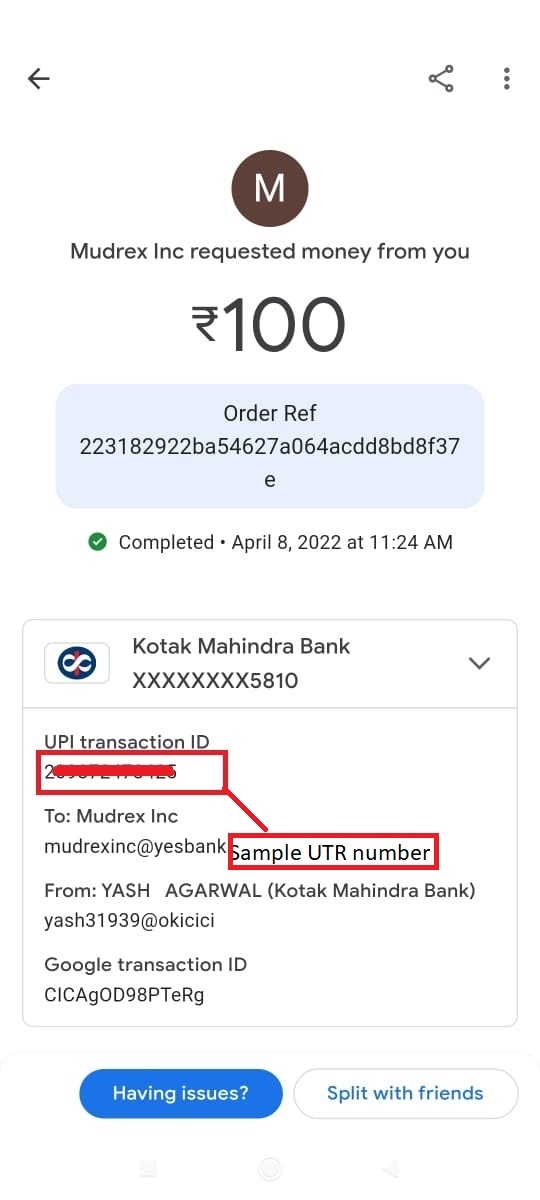 M
Mudrex Inc requested money from you
₹100
Order Ref
223182922ba54627a064acdd8bd8f37
e
Completed • April 8, 2022 at 11:24 AM
Kotak Mahindra Bank
XXXXXXXX5810
UPI transaction ID
To: Mudrex Inc
mudrexinc@yesbank
Sample UTR number
From: YASH AGARWAL (Kotak Mahindra Bank)
yash31939@okicici
Google transaction ID
CICAgOD98PTeRg
Having issues?
Split with friends